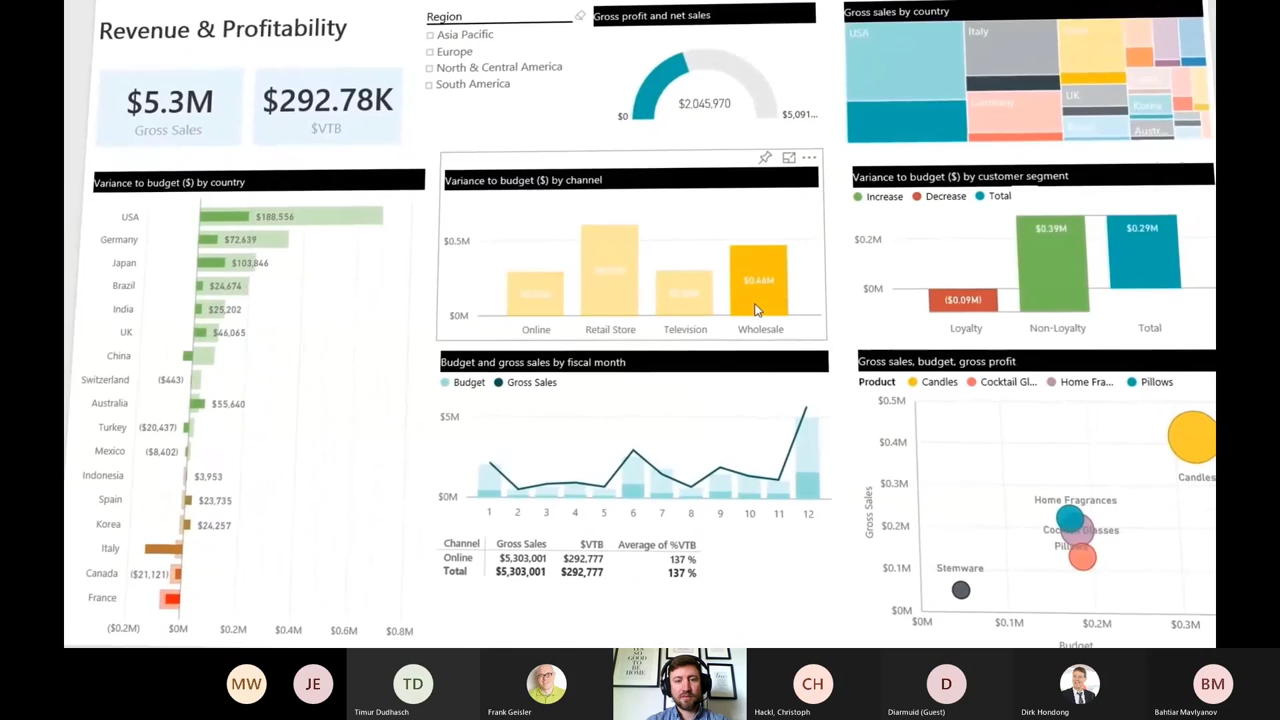 Revenue & Profitability
$5.3M
Gross Sales
$292.78K
$VTB
Region
Asia Pacific
Europe
North & Central America
South America
Gross profit and net sales
$0
$2,045,970
$5,091...
Gross sales by country
USA
Italy
Germany
UK
Korea
Austr...
Variance to budget ($) by country
USA
$188,556
Germany
$72,639
Japan
$103,846
Brazil
$24,674
India
$25,202
UK
$46,065
China
Switzerland
($443)
Australia
$55,640
Turkey
($20,437)
Mexico
($8,402)
Indonesia
$3,953
Spain
$23,735
Korea
$24,257
Italy
Canada
($21,121)
France
($0.2M)
$0M
$0.2M
$0.4M
$0.6M
$0.8M
Variance to budget ($) by channel
$0.5M
$0M
$0.46M
Online
Retail Store
Television
Wholesale
Variance to budget ($) by customer segment
Increase
Decrease
Total
$0.2M
$0M
($0.09M)
$0.39M
$0.29M
Loyalty
Non-Loyalty
Total
Budget and gross sales by fiscal month
Budget
Gross Sales
$5M
$0M
1 2 3 4 5 6 7 8 9 10 11 12
Channel Gross Sales $VTB Average of %VTB
Online $5,303,001 $292,777 137 %
Total $5,303,001 $292,777 137 %
Gross sales, budget, gross profit
Product
Candles
Cocktail Gl...
Home Fra...
Pillows
Gross Sales
$0.5M
$0.4M
$0.3M
$0.2M
$0.1M
$0M
Candles
Home Fragrances
Stemware
$0M
$0.1M
$0.2M
$0.3M
Budget
MW
JE
TD
Timur Dudhasch
Frank Geisler
CH
Hackl, Christoph
D
Diarmuid (Guest)
Dirk Hondong
BM
Bahtiar Mavlyanov